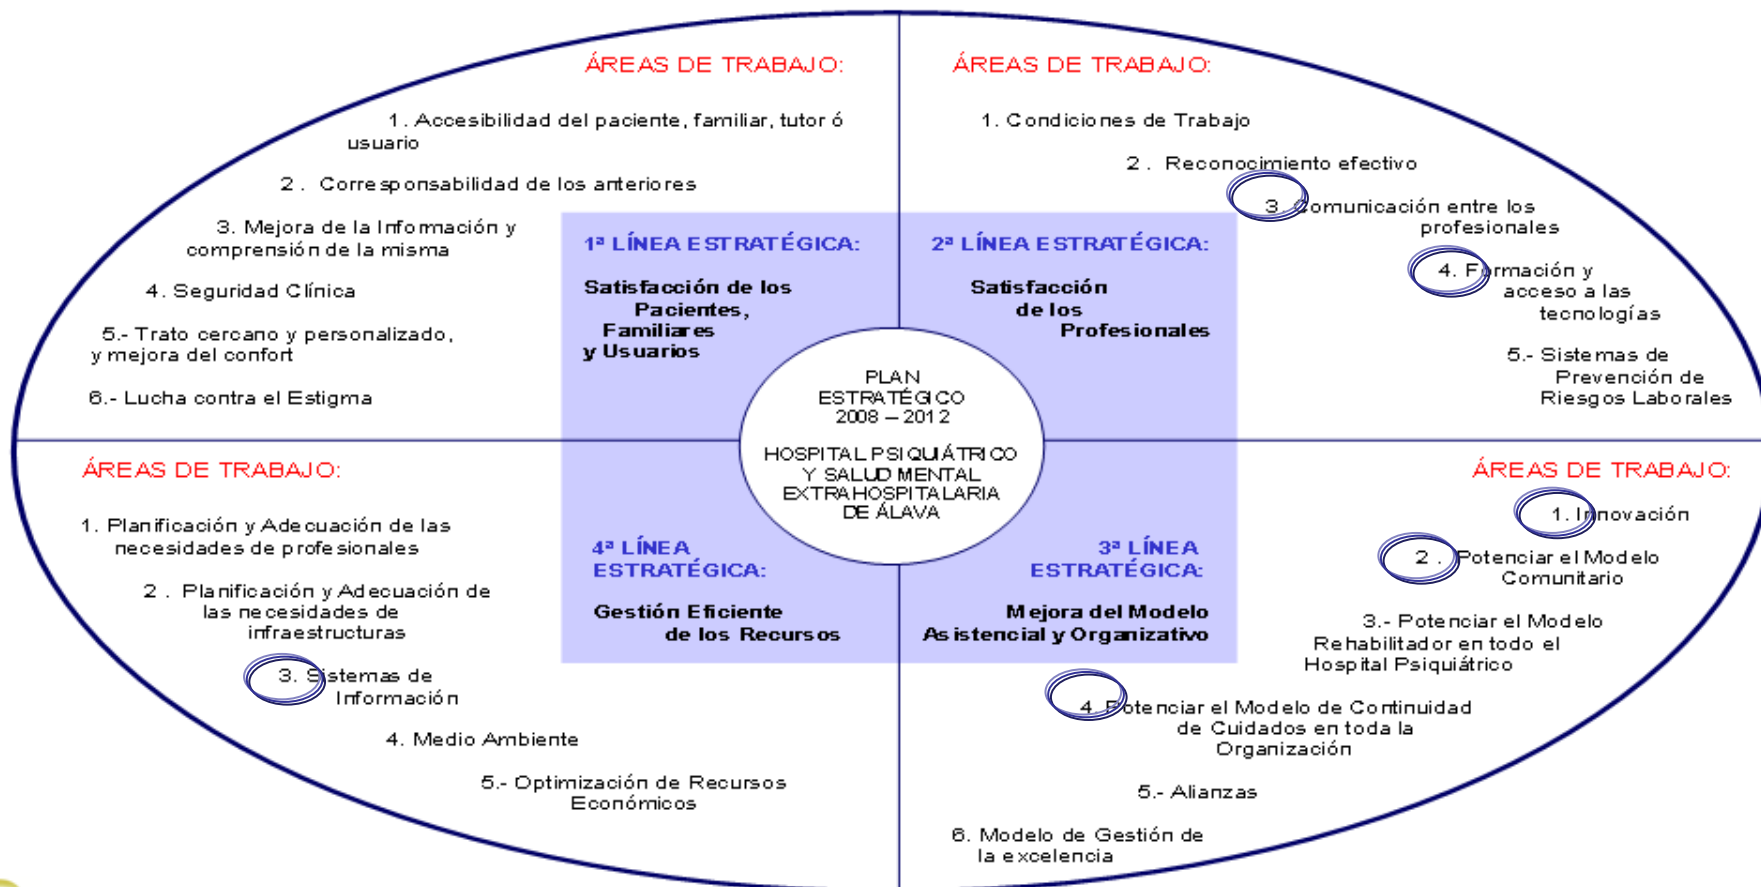 ÁREAS DE TRABAJO:
1. Accesibilidad del paciente, familiar, tutor ó
usuario
2 . Corresponsabilidad de los anteriores
3. Mejora de la Información y
comprensión de la misma
4. Seguridad Clínica
5.- Trato cercano y personalizado,
y mejora del confort
6.- Lucha contra el Estigma
1ª LÍNEA ESTRATÉGICA:
Satisfacción de los
Pacientes,
Familiares
y Usuarios
ÁREAS DE TRABAJO:
1. Condiciones de Trabajo
2 . Reconocimiento efectivo
3. Comunicación entre los
profesionales
4. Formación y
acceso a las
tecnologías
5.- Sistemas de
Prevención de
Riesgos Laborales
2ª LÍNEA ESTRATÉGICA:
Satisfacción
de los
Profesionales
PLAN
ESTRATÉGICO
2008 – 2012
HOSPITAL PSIQUIÁTRICO
Y SALUD MENTAL
EXTRAHOSPITALARIA
DE ÁLAVA
ÁREAS DE TRABAJO:
1. Planificación y Adecuación de las
necesidades de profesionales
2 . Planificación y Adecuación de
las necesidades de
infraestructuras
3. Sistemas de
Información
4. Medio Ambiente
5.- Optimización de Recursos
Económicos
4ª LÍNEA
ESTRATÉGICA:
Gestión Eficiente
de los Recursos
3ª LÍNEA
ESTRATÉGICA:
Mejora del Modelo
Asistencial y Organizativo
ÁREAS DE TRABAJO:
1. Innovación
2 . Potenciar el Modelo
Comunitario
3.- Potenciar el Modelo
Rehabilitador en todo el
Hospital Psiquiátrico
4. Potenciar el Modelo de Continuidad
de Cuidados en toda la
Organización
5.- Alianzas
6. Modelo de Gestión de
la excelencia